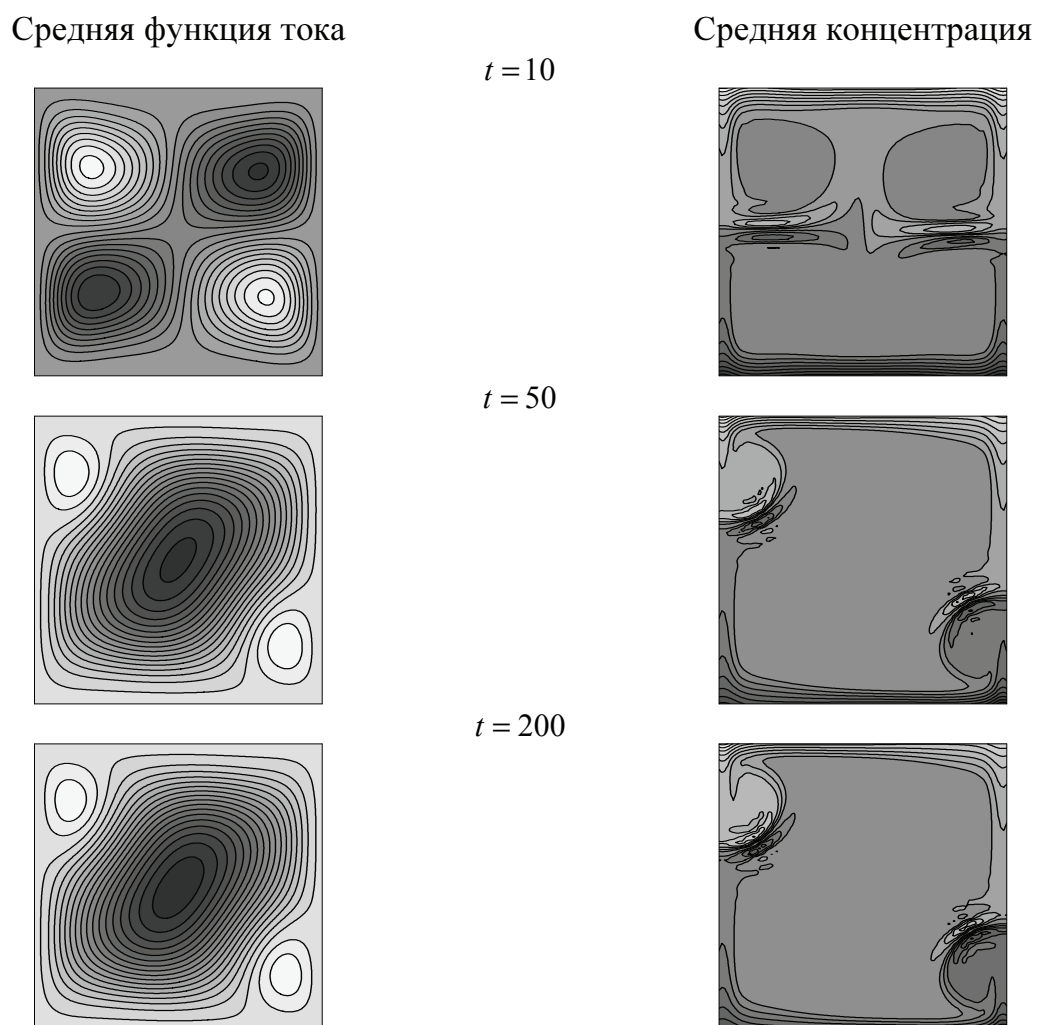 Средняя функция тока Средняя концентрация
t = 10
t = 50
t = 200